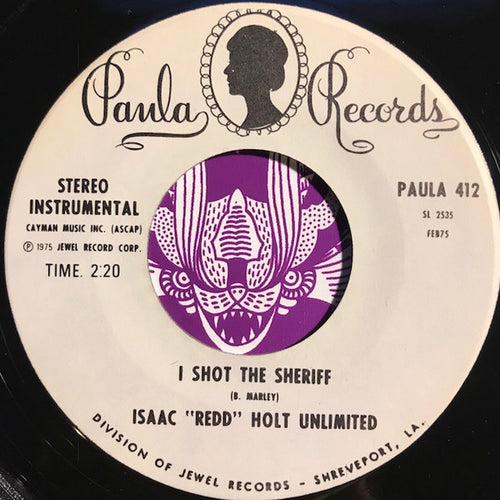 Paula Records
STEREO
INSTRUMENTAL
CAYMAN MUSIC INC. (ASCAP)
℗ 1975 JEWEL RECORD CORP.
TIME. 2:20
PAULA 412
SL 2535
FEB75
I SHOT THE SHERIFF
(B. MARLEY)
ISAAC "REDD" HOLT UNLIMITED
DIVISION OF JEWEL RECORDS - SHREVEPORT, LA.